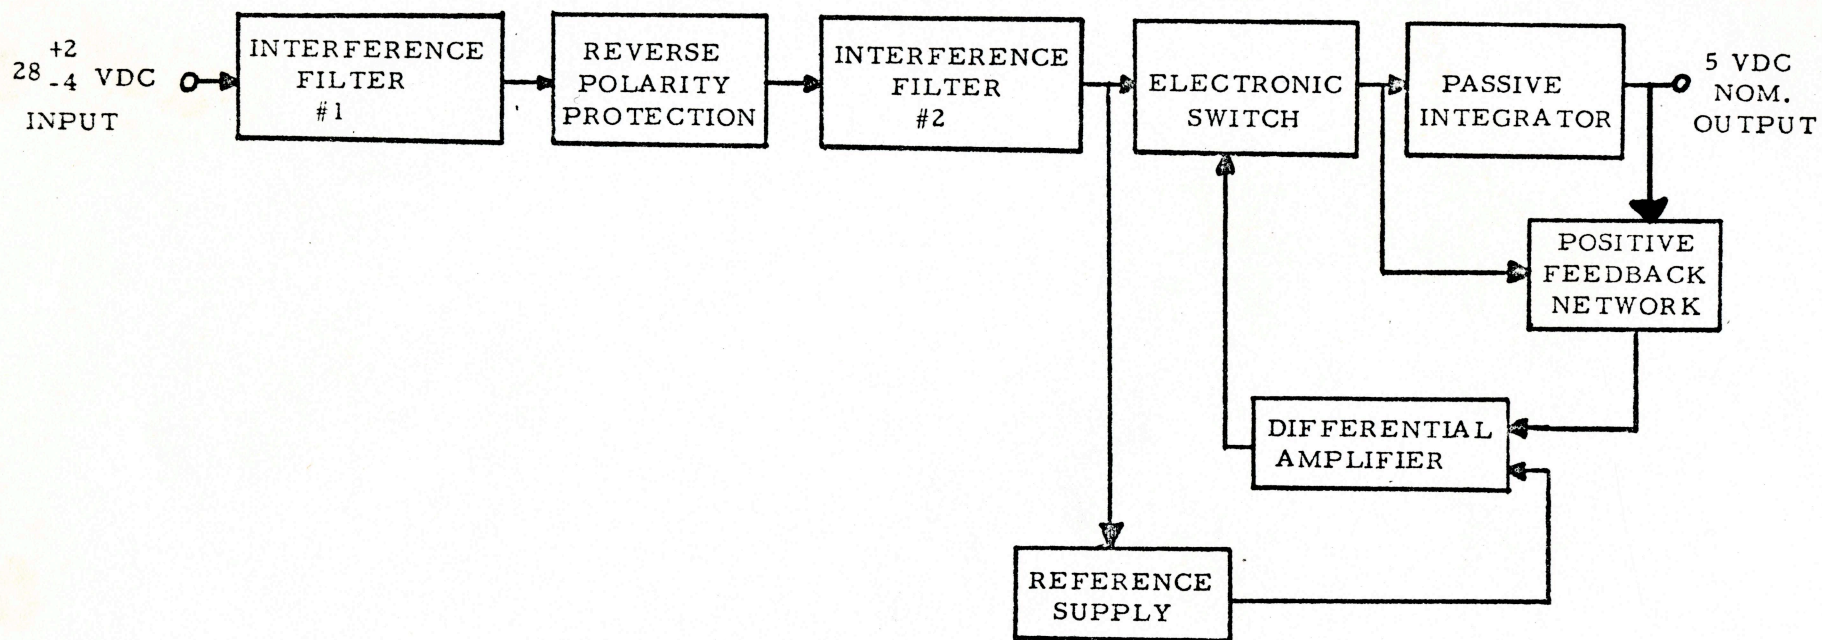 +2
28 -4 VDC
INPUT
INTERFERENCE
FILTER
#1
REVERSE
POLARITY
PROTECTION
INTERFERENCE
FILTER
#2
ELECTRONIC
SWITCH
PASSIVE
INTEGRATOR
5 VDC
NOM.
OUTPUT
POSITIVE
FEEDBACK
NETWORK
DIFFERENTIAL
AMPLIFIER
REFERENCE
SUPPLY